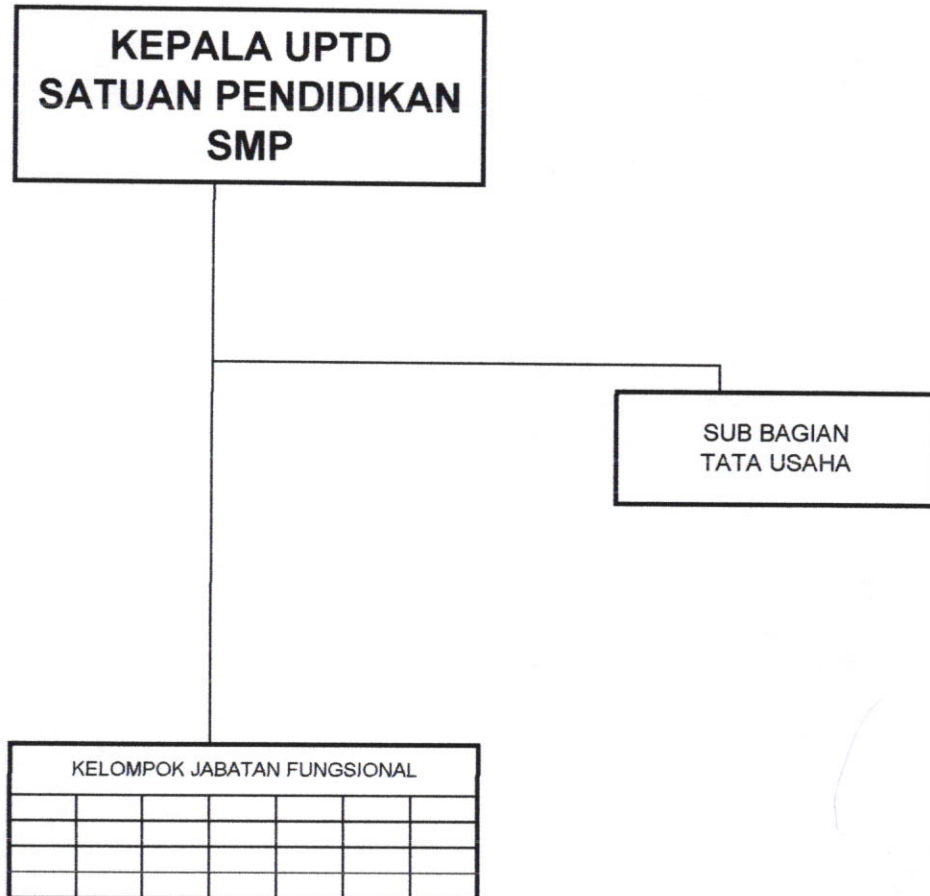 KEPALA UPTD
SATUAN PENDIDIKAN
SMP
SUB BAGIAN
TATA USAHA
KELOMPOK JABATAN FUNGSIONAL